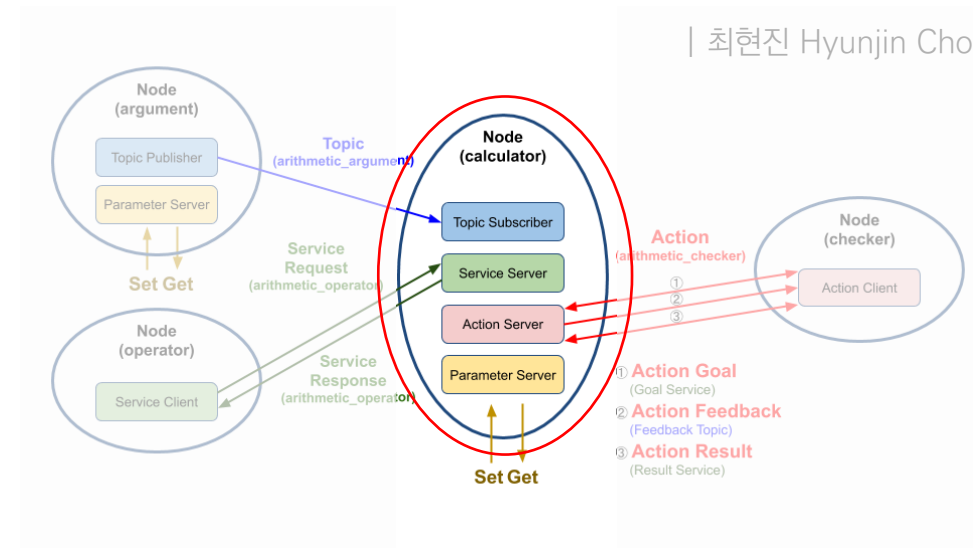 | 최현진 Hyunjin Cho
Node
(argument)
Topic Publisher
Parameter Server
Set Get
Topic
(arithmetic_argument)
Service
Request
(arithmetic_operator)
Node
(operator)
Service Client
Service
Response
(arithmetic_operator)
Node
(calculator)
Topic Subscriber
Service Server
Action Server
Parameter Server
Set Get
Action
(arithmetic_checker)
①
②
③
Node
(checker)
Action Client
① Action Goal
(Goal Service)
② Action Feedback
(Feedback Topic)
③ Action Result
(Result Service)